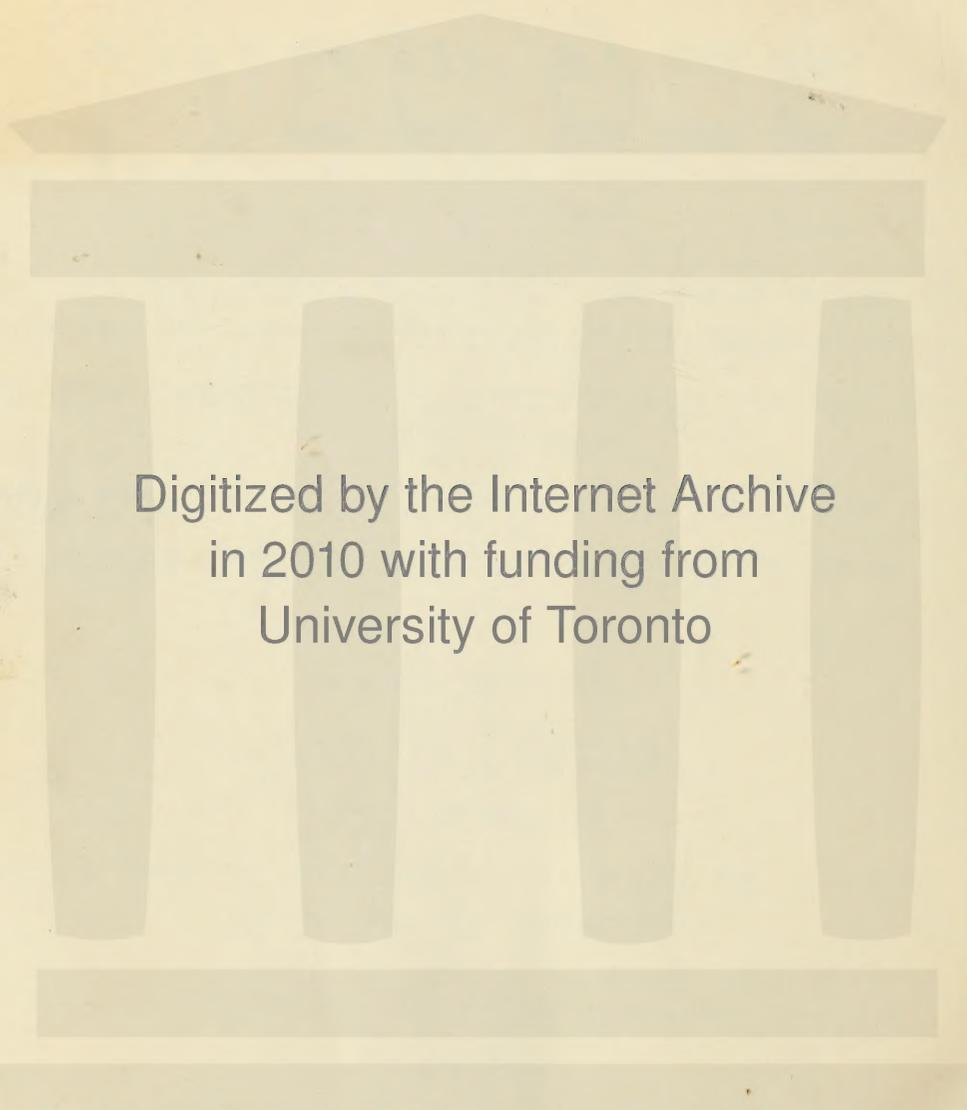 Digitized by the Internet Archive
in 2010 with funding from
University of Toronto